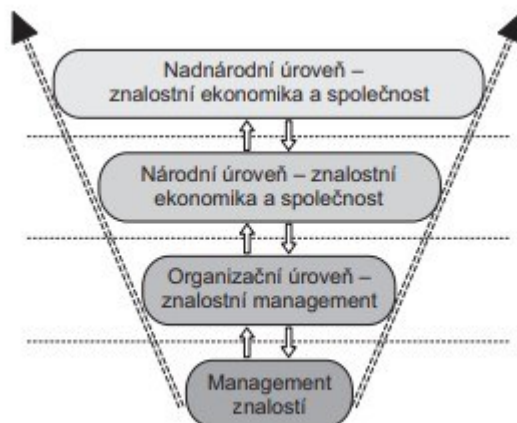 Nadnárodní úroveň –
znalostní ekonomika a společnost
Národní úroveň – znalostní
ekonomika a společnost
Organizační úroveň –
znalostní management
Management
znalostí